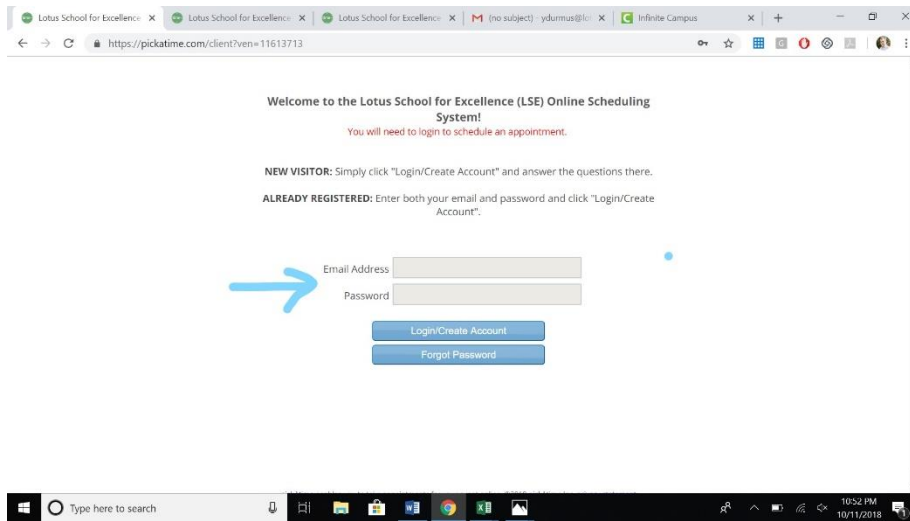 Lotus School for Excellence
Lotus School for Excellence
Lotus School for Excellence
(no subject) - ydurmus@lo
Infinite Campus
https://pickatime.com/client?ven=11613713
Welcome to the Lotus School for Excellence (LSE) Online Scheduling
System!
You will need to login to schedule an appointment.
NEW VISITOR: Simply click "Login/Create Account" and answer the questions there.
ALREADY REGISTERED: Enter both your email and password and click "Login/Create
Account".
Email Address
Password
Login/Create Account
Forgot Password
Type here to search
10:52 PM
10/11/2018